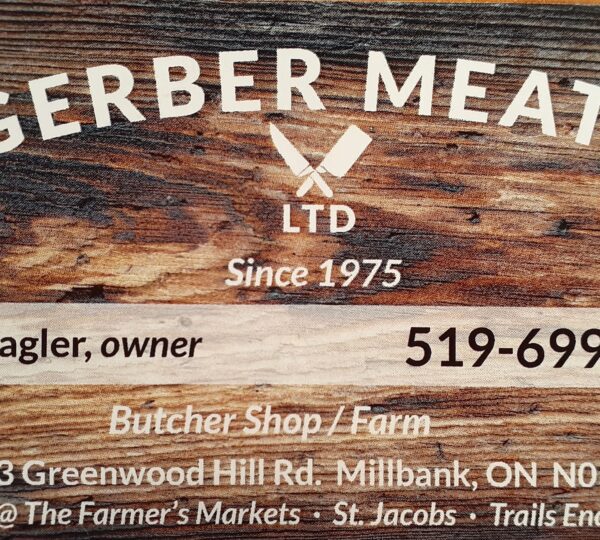 GERBER MEAT
LTD
Since 1975
agler, owner
519-699
Butcher Shop / Farm
3 Greenwood Hill Rd. Millbank, ON N0
@ The Farmer's Markets · St. Jacobs · Trails En